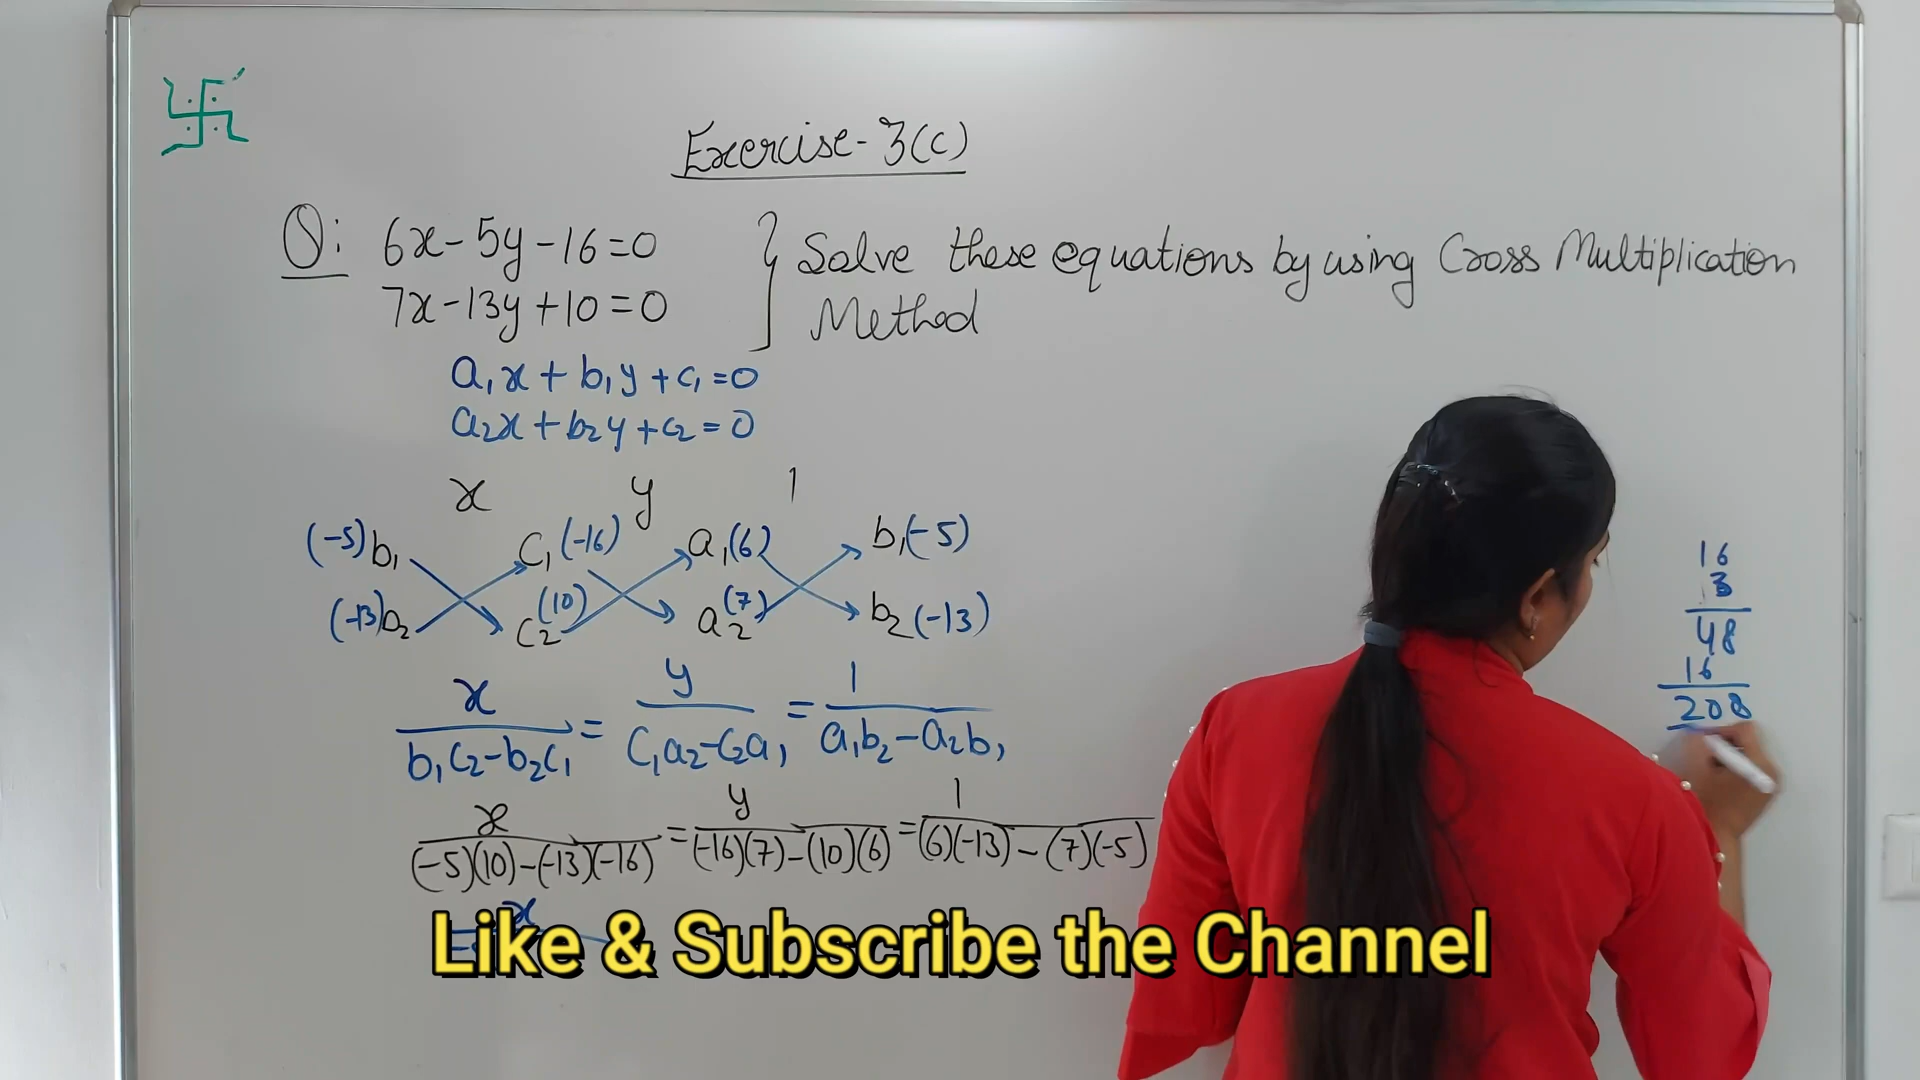 Exercise-3(c)
Q: 6x-5y-16=0 } Solve these equations by using Cross Multiplication
7x-13y+10=0 Method
a₁x+b₁y+c₁=0
a₂x+b₂y+c₂=0
x y 1
(-5)b₁ c₁(-16) a₁(6) b₁(-5)
(-13)a₂ c₂(10) a₂(7) b₂(-13)
x/(b₁c₂-b₂c₁) = y/(c₁a₂-c₂a₁) = 1/(a₁b₂-a₂b₁)
x/((-5)(10)-(-13)(-16)) = y/((-16)(7)-(10)(6)) = 1/((6)(-13)-(7)(-5))
x
Like & Subscribe the Channel
16
13
48
16
208